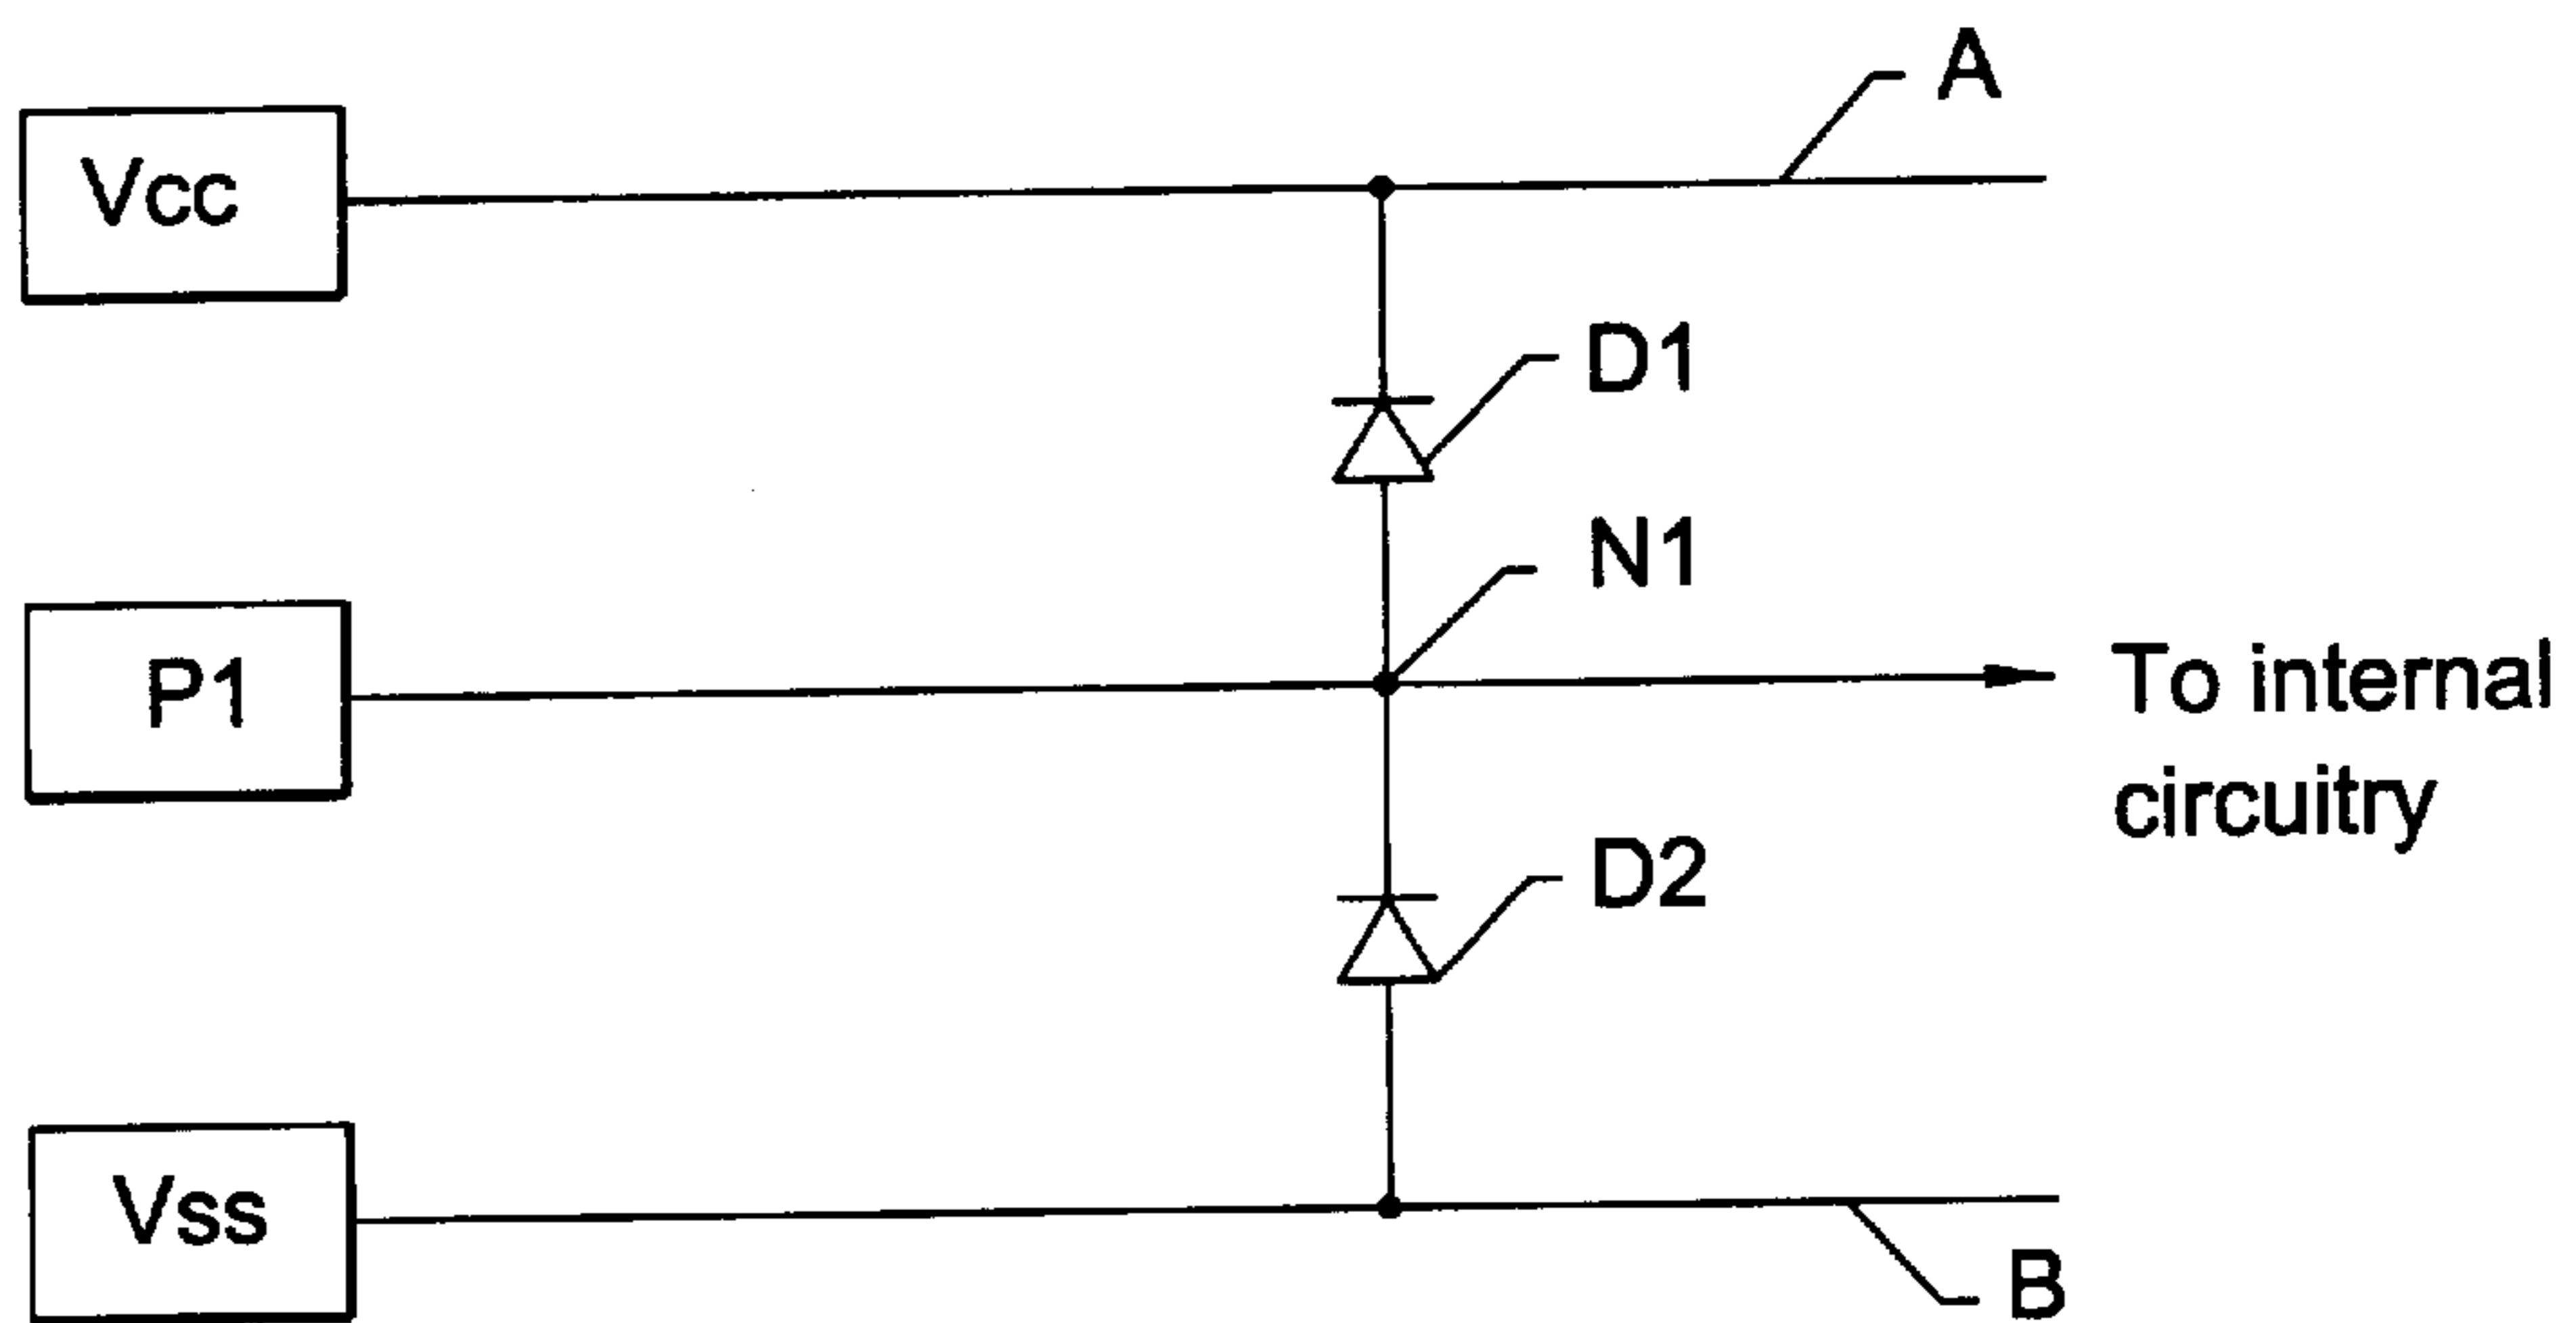 A
Vcc
D1
N1
P1
To internal
circuitry
D2
Vss
B